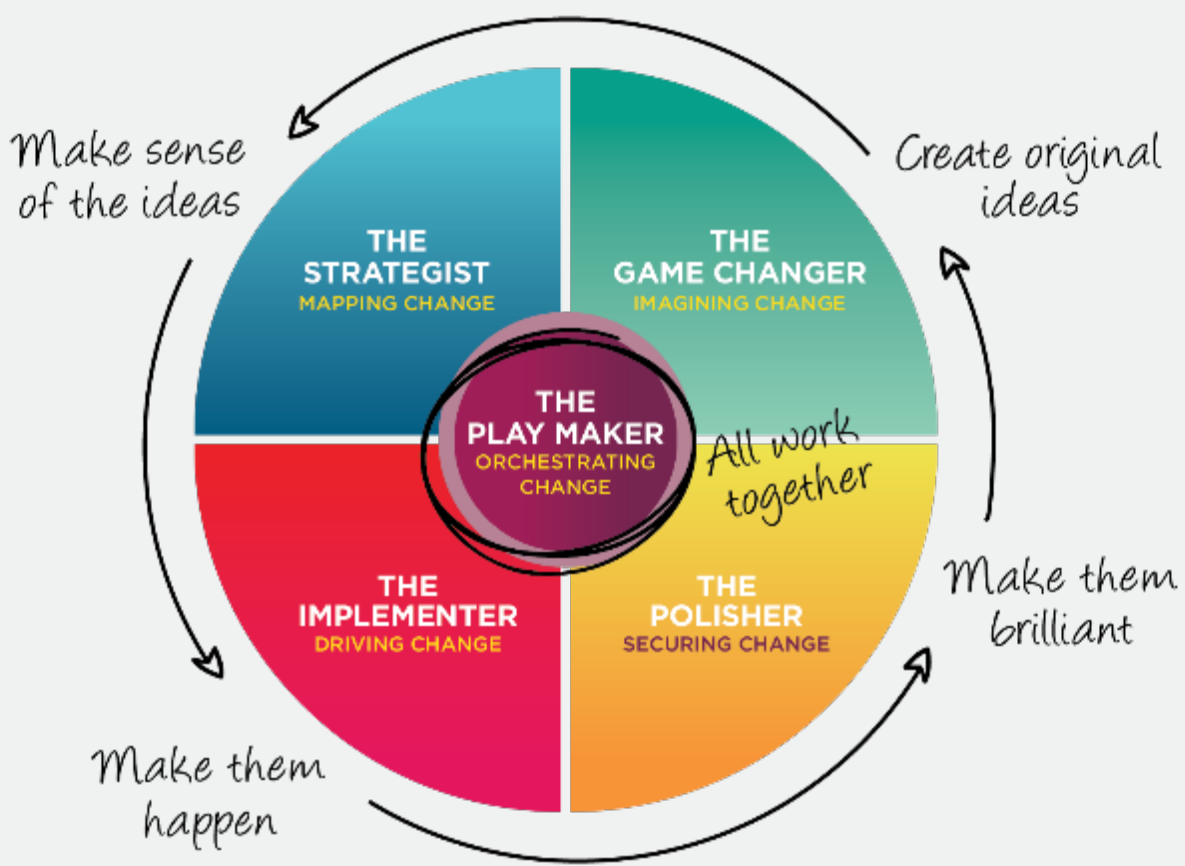 Make sense
of the ideas
Create original
ideas
THE
STRATEGIST
MAPPING CHANGE
THE
GAME CHANGER
IMAGINING CHANGE
THE
PLAY MAKER
ORCHESTRATING
CHANGE
All work
together
THE
IMPLEMENTER
DRIVING CHANGE
THE
POLISHER
SECURING CHANGE
Make them
brilliant
Make them
happen